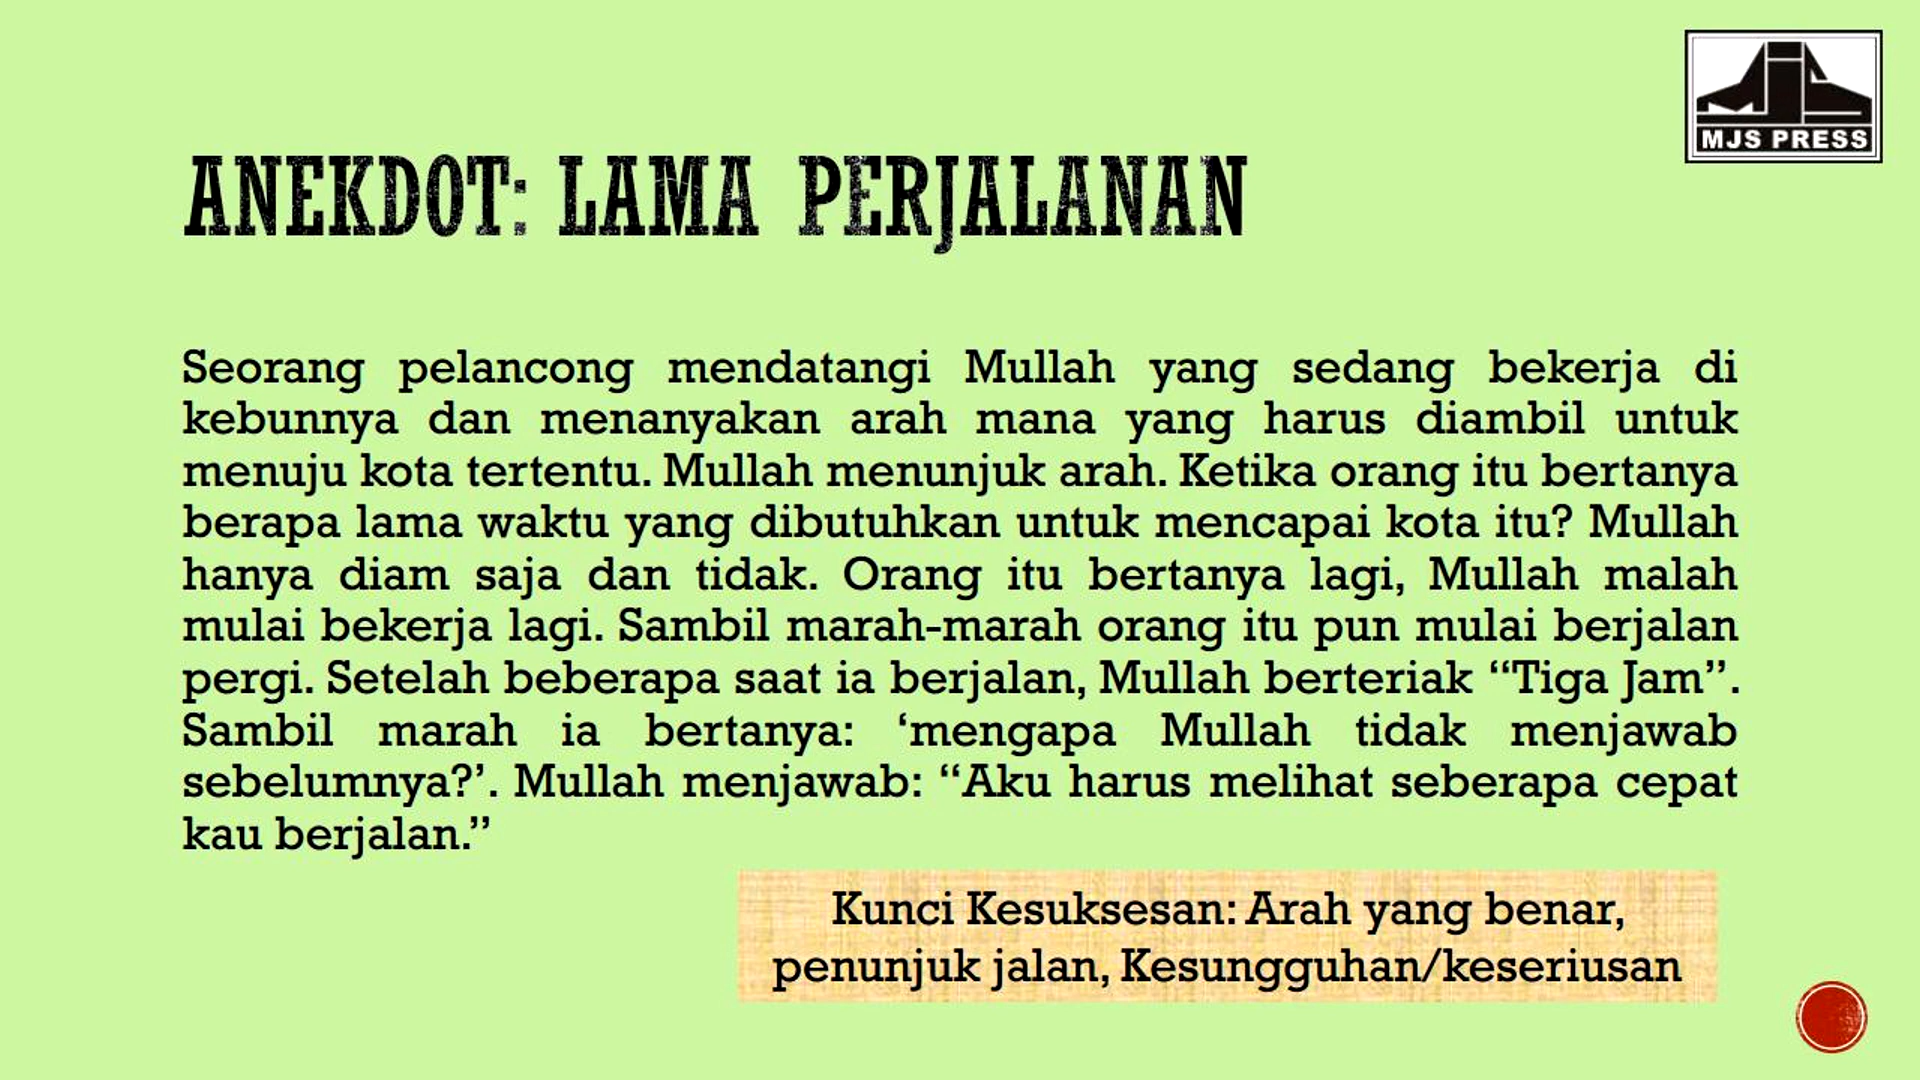 MJS PRESS
ANEKDOT: LAMA PERJALANAN
Seorang pelancong mendatangi Mullah yang sedang bekerja di
kebunnya dan menanyakan arah mana yang harus diambil untuk
menuju kota tertentu. Mullah menunjuk arah. Ketika orang itu bertanya
berapa lama waktu yang dibutuhkan untuk mencapai kota itu? Mullah
hanya diam saja dan tidak. Orang itu bertanya lagi, Mullah malah
mulai bekerja lagi. Sambil marah-marah orang itu pun mulai berjalan
pergi. Setelah beberapa saat ia berjalan, Mullah berteriak “Tiga Jam”.
Sambil marah ia bertanya: ‘mengapa Mullah tidak menjawab
sebelumnya?’. Mullah menjawab: “Aku harus melihat seberapa cepat
kau berjalan.”
Kunci Kesuksesan: Arah yang benar,
penunjuk jalan, Kesungguhan/keseriusan